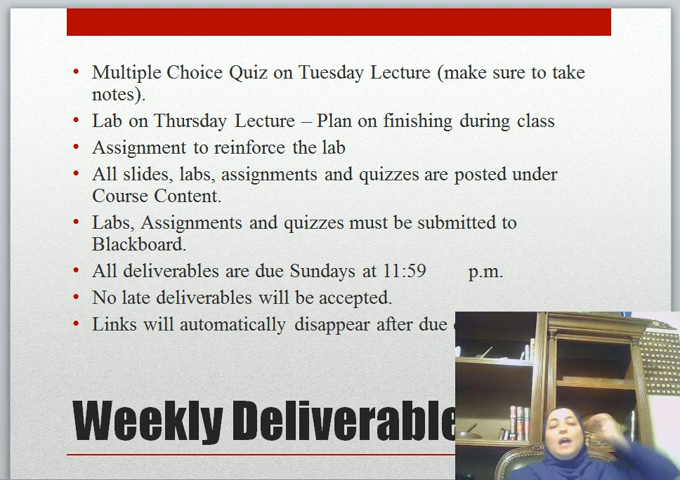 Multiple Choice Quiz on Tuesday Lecture (make sure to take
notes).
Lab on Thursday Lecture – Plan on finishing during class
Assignment to reinforce the lab
All slides, labs, assignments and quizzes are posted under
Course Content.
Labs, Assignments and quizzes must be submitted to
Blackboard.
All deliverables are due Sundays at 11:59 p.m.
No late deliverables will be accepted.
Links will automatically disappear after due
Weekly Deliverable